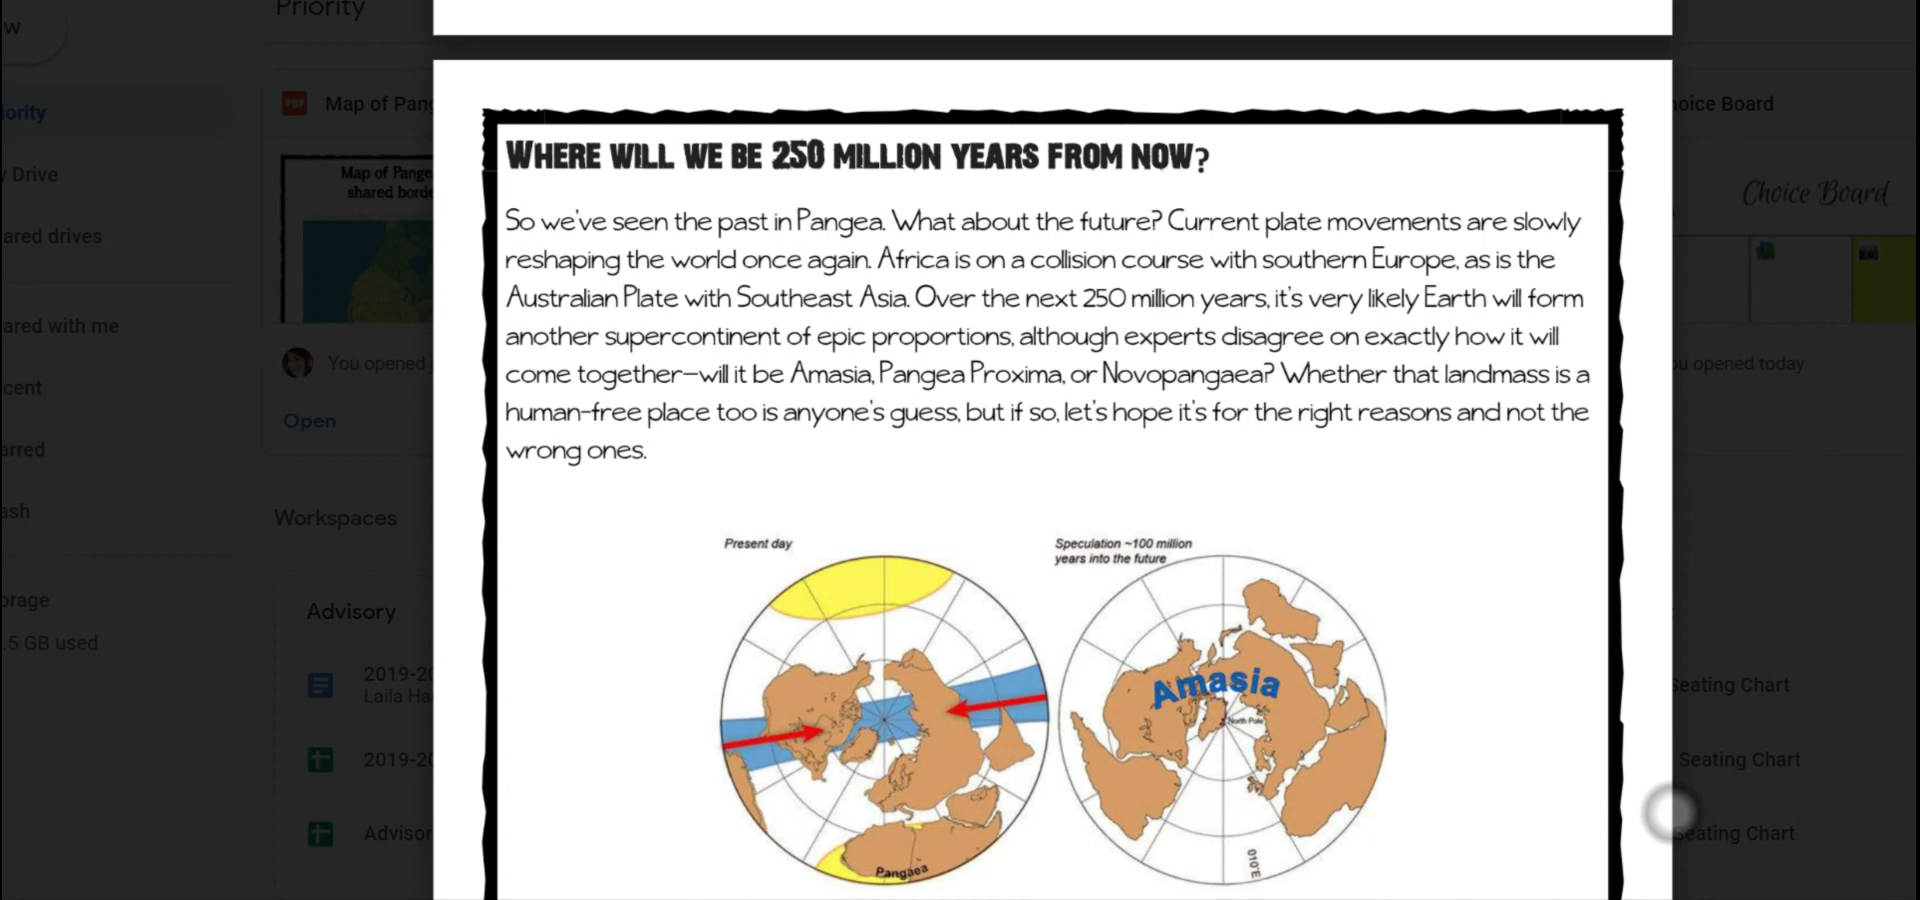 w
Priority
iority
y Drive
ared drives
ared with me
cent
arred
ash
orage
.5 GB used
PDF
Map of Pang
Map of Pange
shared borde
You opened
Open
Workspaces
Advisory
2019-20
Laila Ha
2019-20
Advisor
WHERE WILL WE BE 250 MILLION YEARS FROM NOW?
So we've seen the past in Pangea. What about the future? Current plate movements are slowly
reshaping the world once again. Africa is on a collision course with southern Europe, as is the
Australian Plate with Southeast Asia. Over the next 250 million years, it's very likely Earth will form
another supercontinent of epic proportions, although experts disagree on exactly how it will
come together—will it be Amasia, Pangea Proxima, or Novopangaea? Whether that landmass is a
human-free place too is anyone's guess, but if so, let's hope it's for the right reasons and not the
wrong ones.
Present day
Pangaea
Speculation ~100 million
years into the future
Amasia
North Pole
010°E
hoice Board
Choice Board
ou opened today
Seating Chart
Seating Chart
Seating Chart